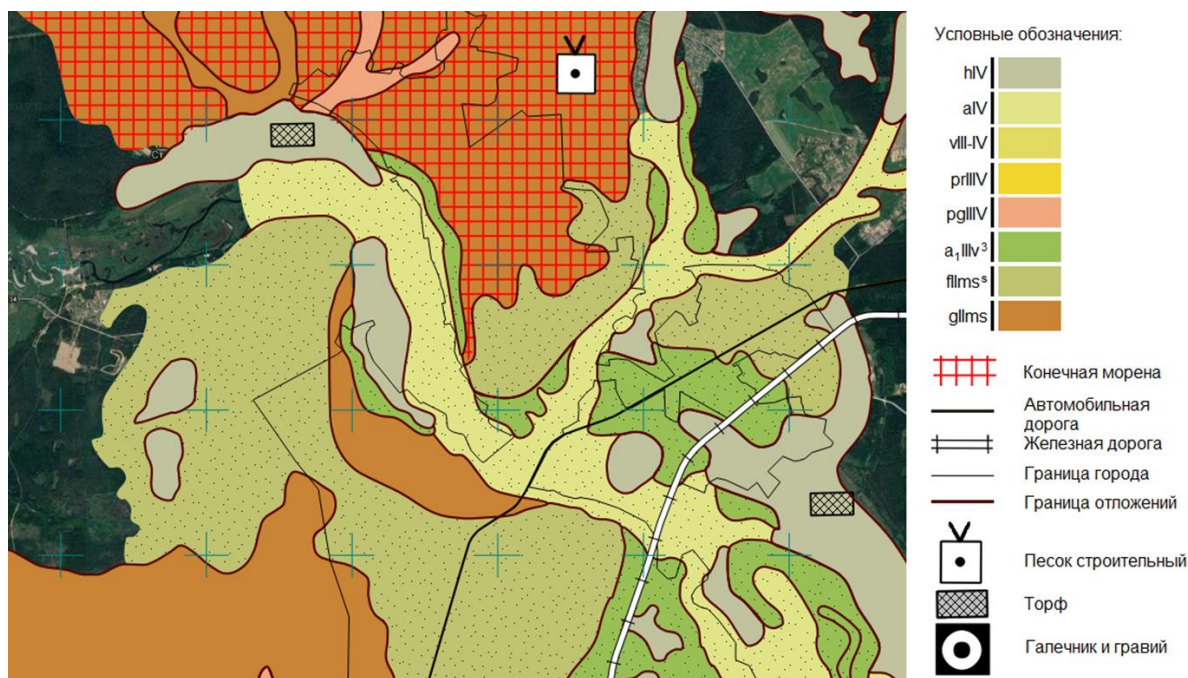 Условные обозначения:
hIV
aIV
vIII-IV
prIIIV
pgIIIV
a₁IIIv³
fIImsˢ
gIIms
Конечная морена
Автомобильная
дорога
Железная дорога
Граница города
Граница отложений
Песок строительный
Торф
Галечник и гравий